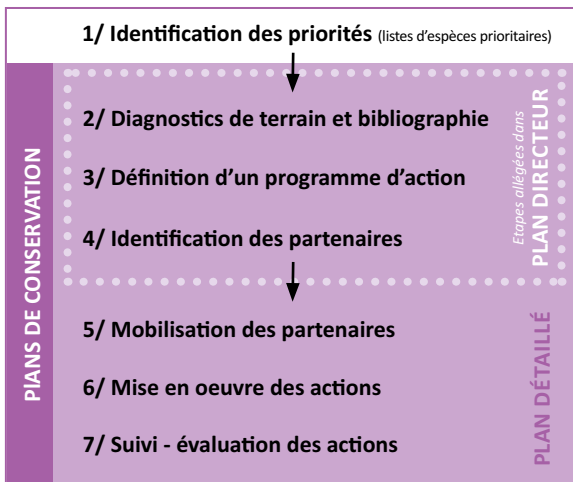 1/ Identification des priorités (listes d'espèces prioritaires)
2/ Diagnostics de terrain et bibliographie
3/ Définition d'un programme d'action
4/ Identification des partenaires
Etapes allégées dans
PLAN DIRECTEUR
5/ Mobilisation des partenaires
6/ Mise en oeuvre des actions
7/ Suivi - évaluation des actions
PLAN DÉTAILLÉ
PlANS DE CONSERVATION